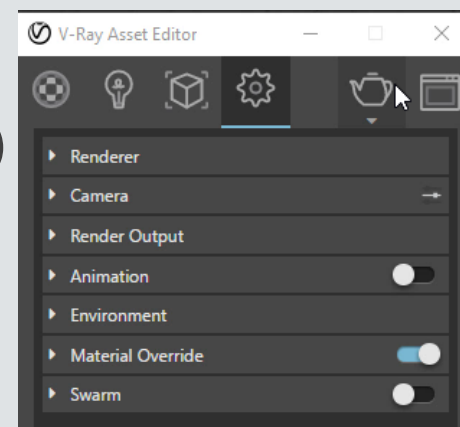 V-Ray Asset Editor
Renderer
Camera
Render Output
Animation
Environment
Material Override
Swarm